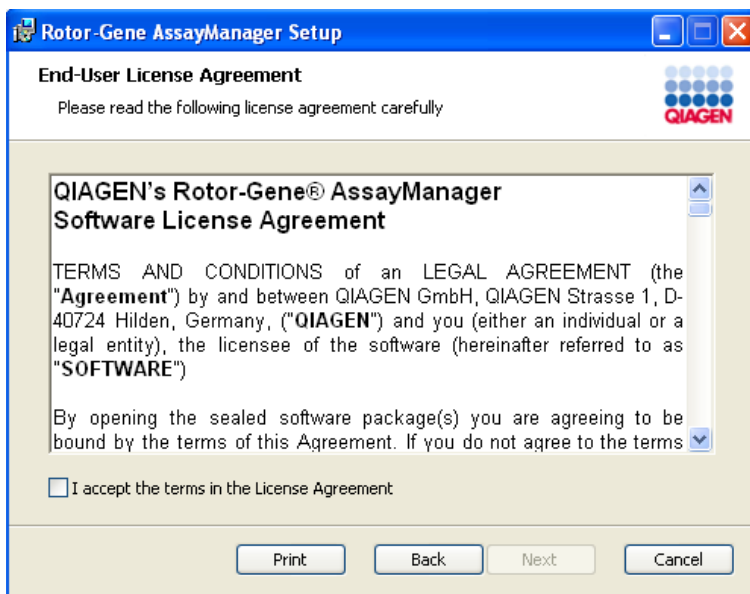 Rotor-Gene AssayManager Setup
End-User License Agreement
Please read the following license agreement carefully
QIAGEN
QIAGEN's Rotor-Gene® AssayManager
Software License Agreement
TERMS AND CONDITIONS of an LEGAL AGREEMENT (the
"Agreement") by and between QIAGEN GmbH, QIAGEN Strasse 1, D-
40724 Hilden, Germany, ("QIAGEN") and you (either an individual or a
legal entity), the licensee of the software (hereinafter referred to as
"SOFTWARE")
By opening the sealed software package(s) you are agreeing to be
bound by the terms of this Agreement. If you do not agree to the terms
I accept the terms in the License Agreement
Print Back Next Cancel